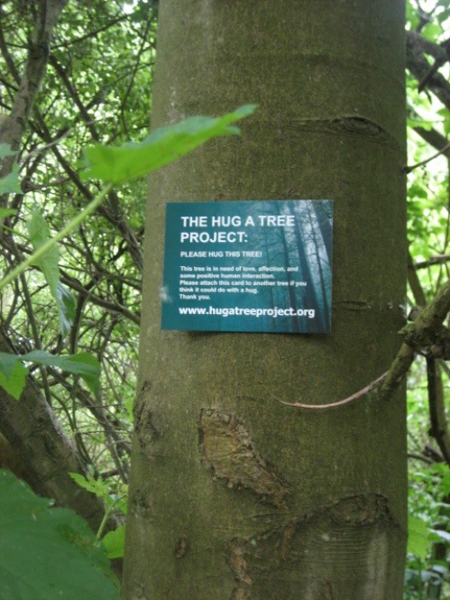 THE HUG A TREE
PROJECT:
PLEASE HUG THIS TREE!
This tree is in need of love, affection, and
some positive human interaction.
Please attach this card to another tree if you
think it could do with a hug.
Thank you.
www.hugatreeproject.org